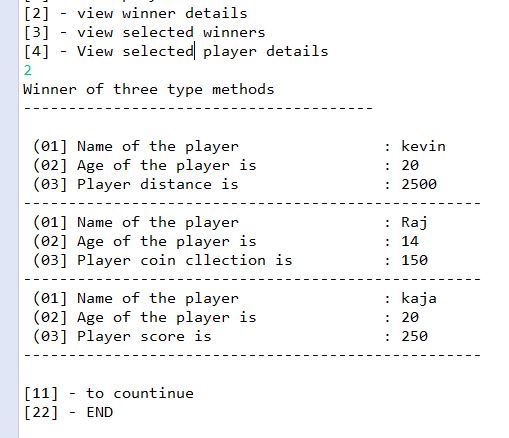 [2] - view winner details
[3] - view selected winners
[4] - View selected player details
2
Winner of three type methods
---------------------------------------
(01] Name of the player : kevin
(02] Age of the player is : 20
(03] Player distance is : 2500
---------------------------------------------------
(01] Name of the player : Raj
(02] Age of the player is : 14
(03] Player coin cllection is : 150
---------------------------------------------------
(01] Name of the player : kaja
(02] Age of the player is : 20
(03] Player score is : 250
---------------------------------------------------
[11] - to countinue
[22] - END